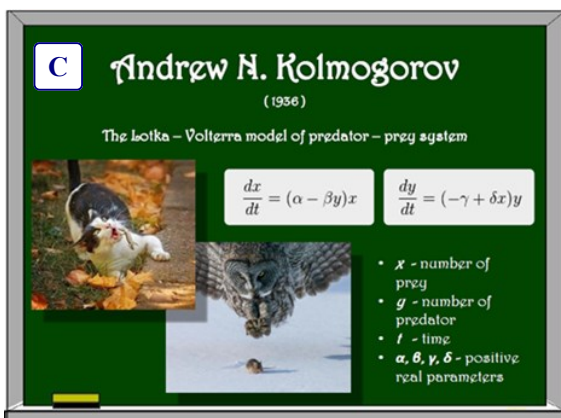 C
Andrew N. Kolmogorov
(1936)
The Lotka – Volterra model of predator – prey system
dx/dt = (α − βy)x
dy/dt = (−γ + δx)y
• x - number of
prey
• y - number of
predator
• t - time
• α, β, γ, δ - positive
real parameters